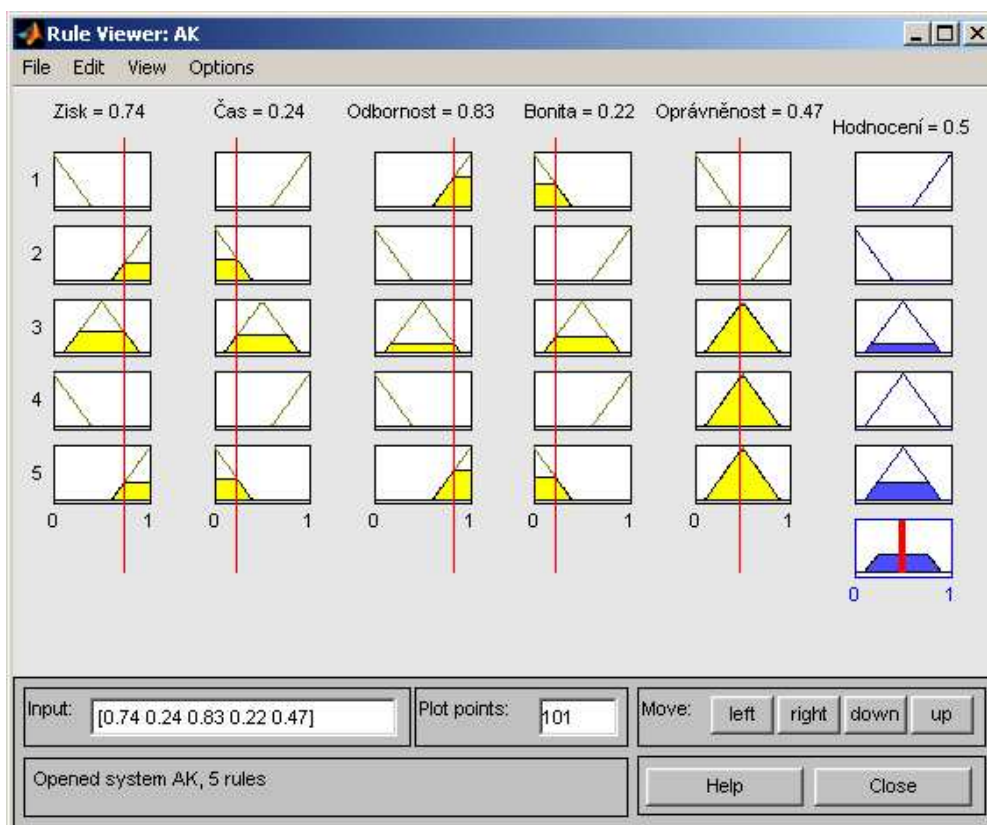 Rule Viewer: AK
File Edit View Options
Zisk = 0.74 Čas = 0.24 Odbornost = 0.83 Bonita = 0.22 Oprávněnost = 0.47 Hodnocení = 0.5
1
2
3
4
5
0 1 0 1 0 1 0 1 0 1
0 1
Input: [0.74 0.24 0.83 0.22 0.47] Plot points: 101 Move: left right down up
Opened system AK, 5 rules Help Close